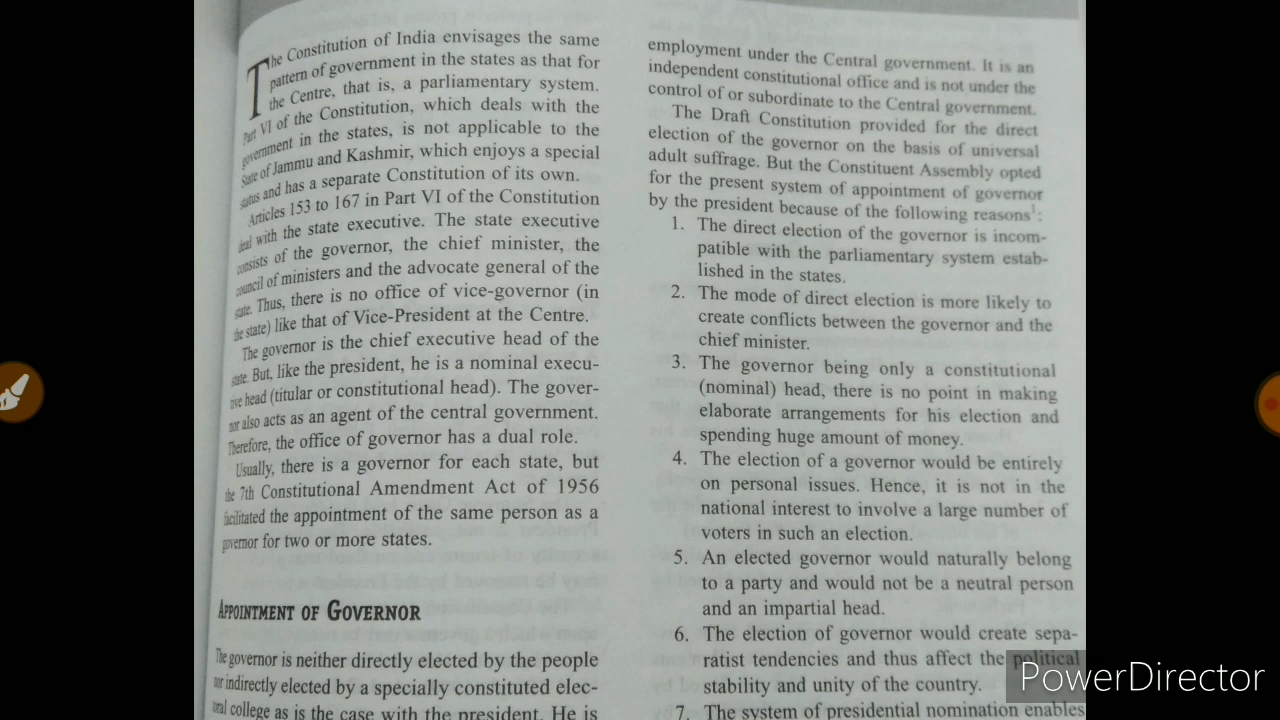 The Constitution of India envisages the same
pattern of government in the states as that for
the Centre, that is, a parliamentary system.
Part VI of the Constitution, which deals with the
government in the states, is not applicable to the
State of Jammu and Kashmir, which enjoys a special
status and has a separate Constitution of its own.
Articles 153 to 167 in Part VI of the Constitution
deal with the state executive. The state executive
consists of the governor, the chief minister, the
council of ministers and the advocate general of the
state. Thus, there is no office of vice-governor (in
the state) like that of Vice-President at the Centre.
The governor is the chief executive head of the
state. But, like the president, he is a nominal execu-
tive head (titular or constitutional head). The gover-
nor also acts as an agent of the central government.
Therefore, the office of governor has a dual role.
Usually, there is a governor for each state, but
the 7th Constitutional Amendment Act of 1956
facilitated the appointment of the same person as a
governor for two or more states.
APPOINTMENT OF GOVERNOR
The governor is neither directly elected by the people
nor indirectly elected by a specially constituted elec-
toral college as is the case with the president. He is
employment under the Central government. It is an
independent constitutional office and is not under the
control of or subordinate to the Central government.
The Draft Constitution provided for the direct
election of the governor on the basis of universal
adult suffrage. But the Constituent Assembly opted
for the present system of appointment of governor
by the president because of the following reasons1:
1. The direct election of the governor is incom-
patible with the parliamentary system estab-
lished in the states.
2. The mode of direct election is more likely to
create conflicts between the governor and the
chief minister.
3. The governor being only a constitutional
(nominal) head, there is no point in making
elaborate arrangements for his election and
spending huge amount of money.
4. The election of a governor would be entirely
on personal issues. Hence, it is not in the
national interest to involve a large number of
voters in such an election.
5. An elected governor would naturally belong
to a party and would not be a neutral person
and an impartial head.
6. The election of governor would create sepa-
ratist tendencies and thus affect the political
stability and unity of the country.
7. The system of presidential nomination enables
PowerDirector